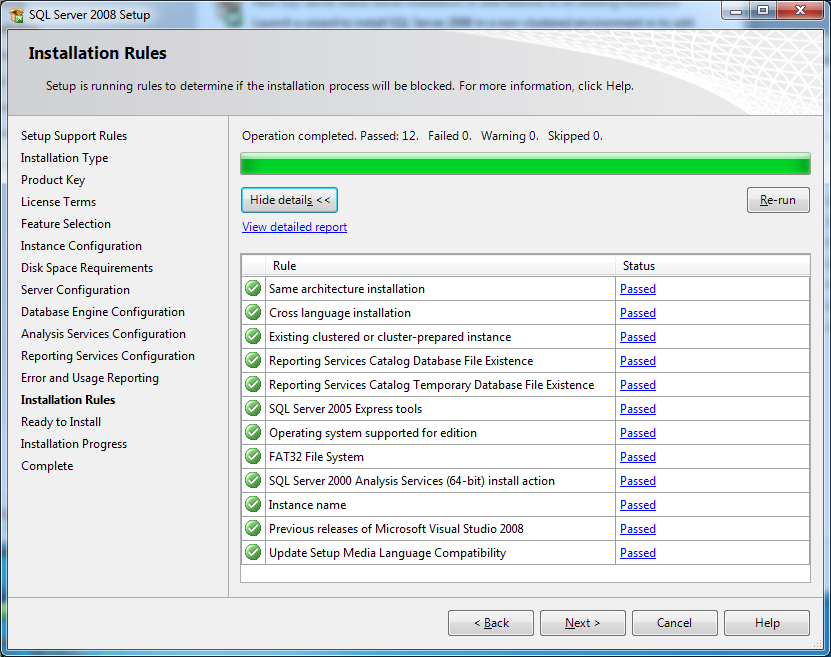 SQL Server 2008 Setup
Installation Rules
Setup is running rules to determine if the installation process will be blocked. For more information, click Help.
Setup Support Rules
Installation Type
Product Key
License Terms
Feature Selection
Instance Configuration
Disk Space Requirements
Server Configuration
Database Engine Configuration
Analysis Services Configuration
Reporting Services Configuration
Error and Usage Reporting
Installation Rules
Ready to Install
Installation Progress
Complete
Operation completed. Passed: 12. Failed 0. Warning 0. Skipped 0.
Hide details << Re-run
View detailed report
Rule Status
Same architecture installation Passed
Cross language installation Passed
Existing clustered or cluster-prepared instance Passed
Reporting Services Catalog Database File Existence Passed
Reporting Services Catalog Temporary Database File Existence Passed
SQL Server 2005 Express tools Passed
Operating system supported for edition Passed
FAT32 File System Passed
SQL Server 2000 Analysis Services (64-bit) install action Passed
Instance name Passed
Previous releases of Microsoft Visual Studio 2008 Passed
Update Setup Media Language Compatibility Passed
< Back Next > Cancel Help